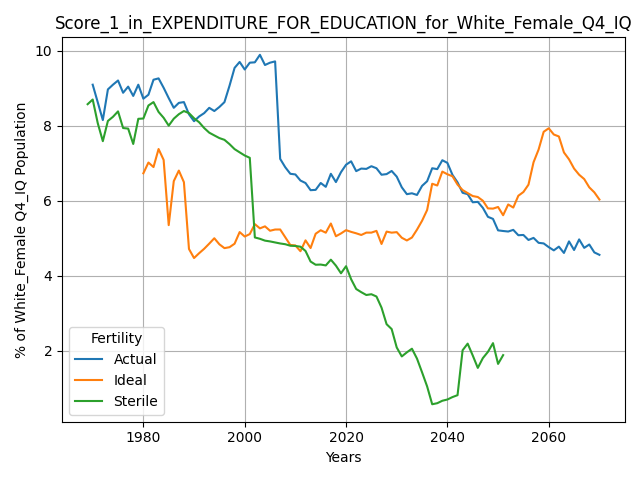 Score_1_in_EXPENDITURE_FOR_EDUCATION_for_White_Female_Q4_IQ
% of White_Female Q4_IQ Population
10
8
6
4
2
Fertility
Actual
Ideal
Sterile
1980 2000 2020 2040 2060
Years